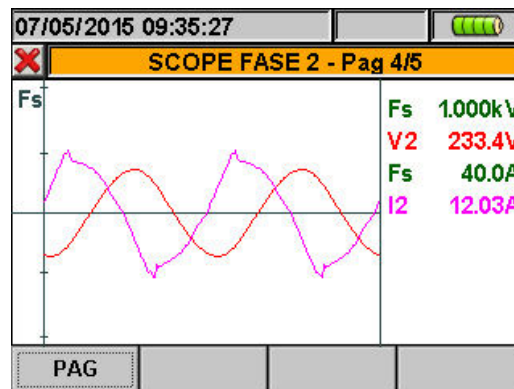 07/05/2015 09:35:27
SCOPE FASE 2 - Pag 4/5
Fs
Fs 1.000kV
V2 233.4V
Fs 40.0A
I2 12.03A
PAG